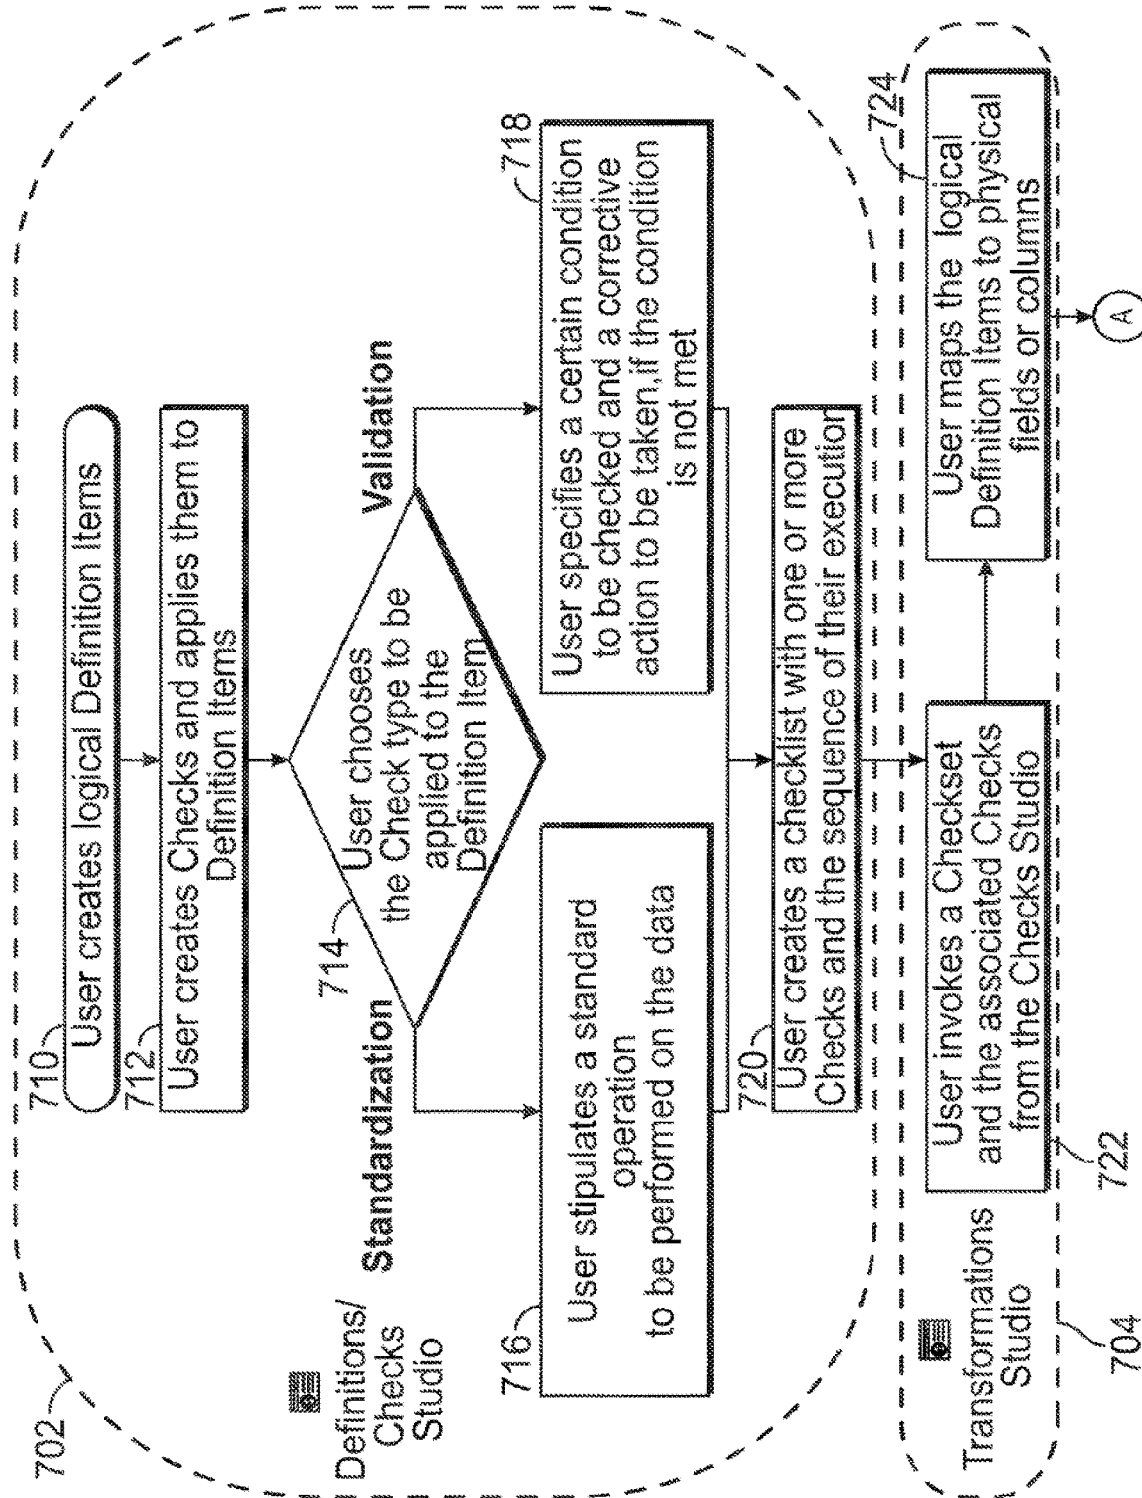 702
710
User creates logical Definition Items
712
User creates Checks and applies them to
Definition Items
714
User chooses
the Check type to be
applied to the
Definition Item
Standardization
Validation
Definitions/
Checks
Studio
716
User stipulates a standard
operation
to be performed on the data
718
User specifies a certain condition
to be checked and a corrective
action to be taken,if the condition
is not met
720
User creates a checklist with one or more
Checks and the sequence of their execution
Transformations
Studio
704
User invokes a Checkset
and the associated Checks
from the Checks Studio
722
724
User maps the logical
Definition Items to physical
fields or columns
A